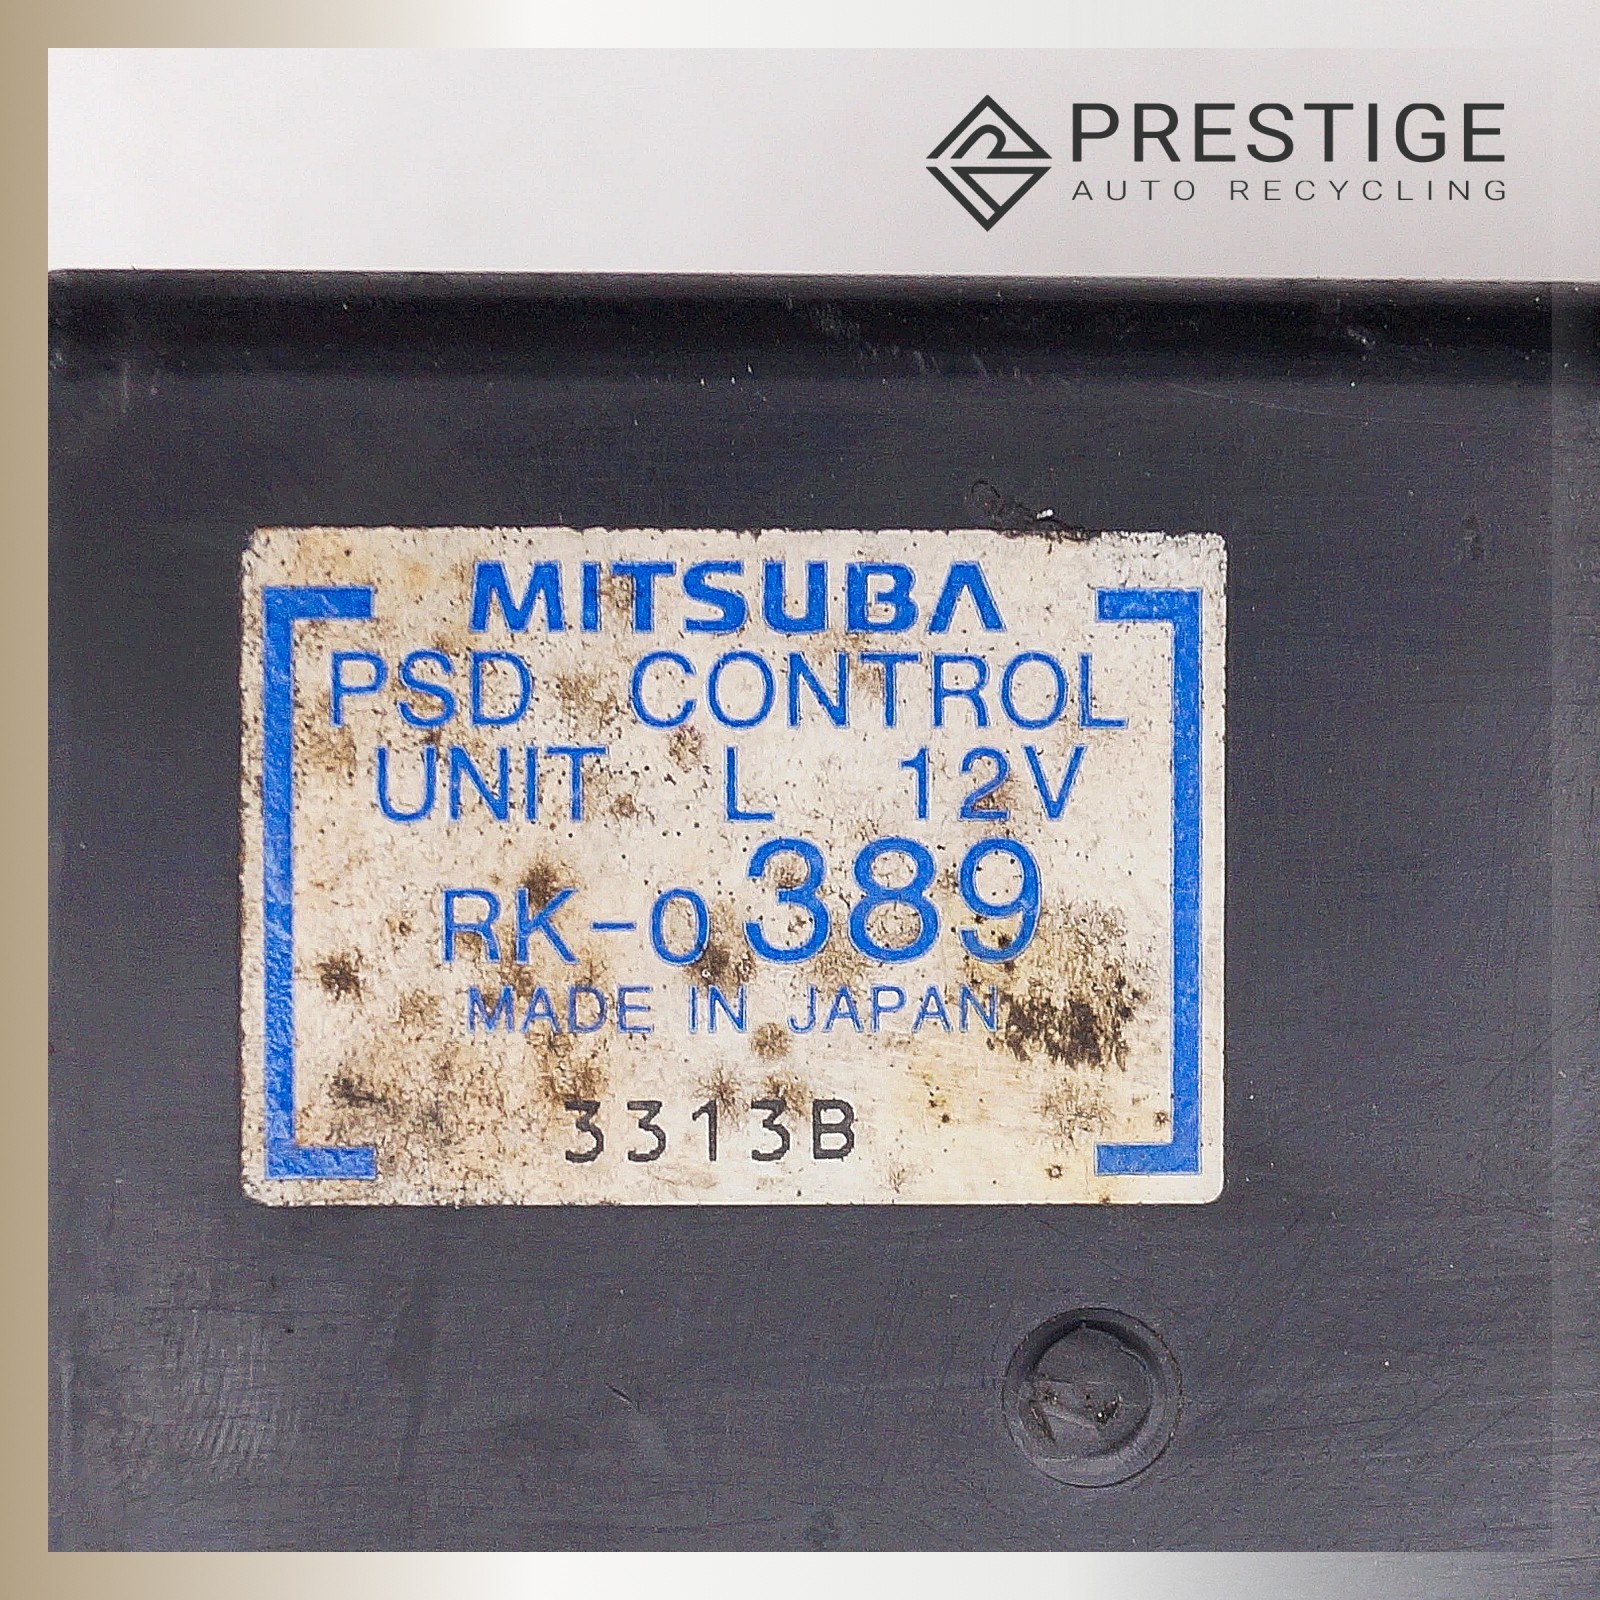 PRESTIGE
AUTO RECYCLING
MITSUBA
PSD CONTROL
UNIT L 12V
RK-0389
MADE IN JAPAN
3313B